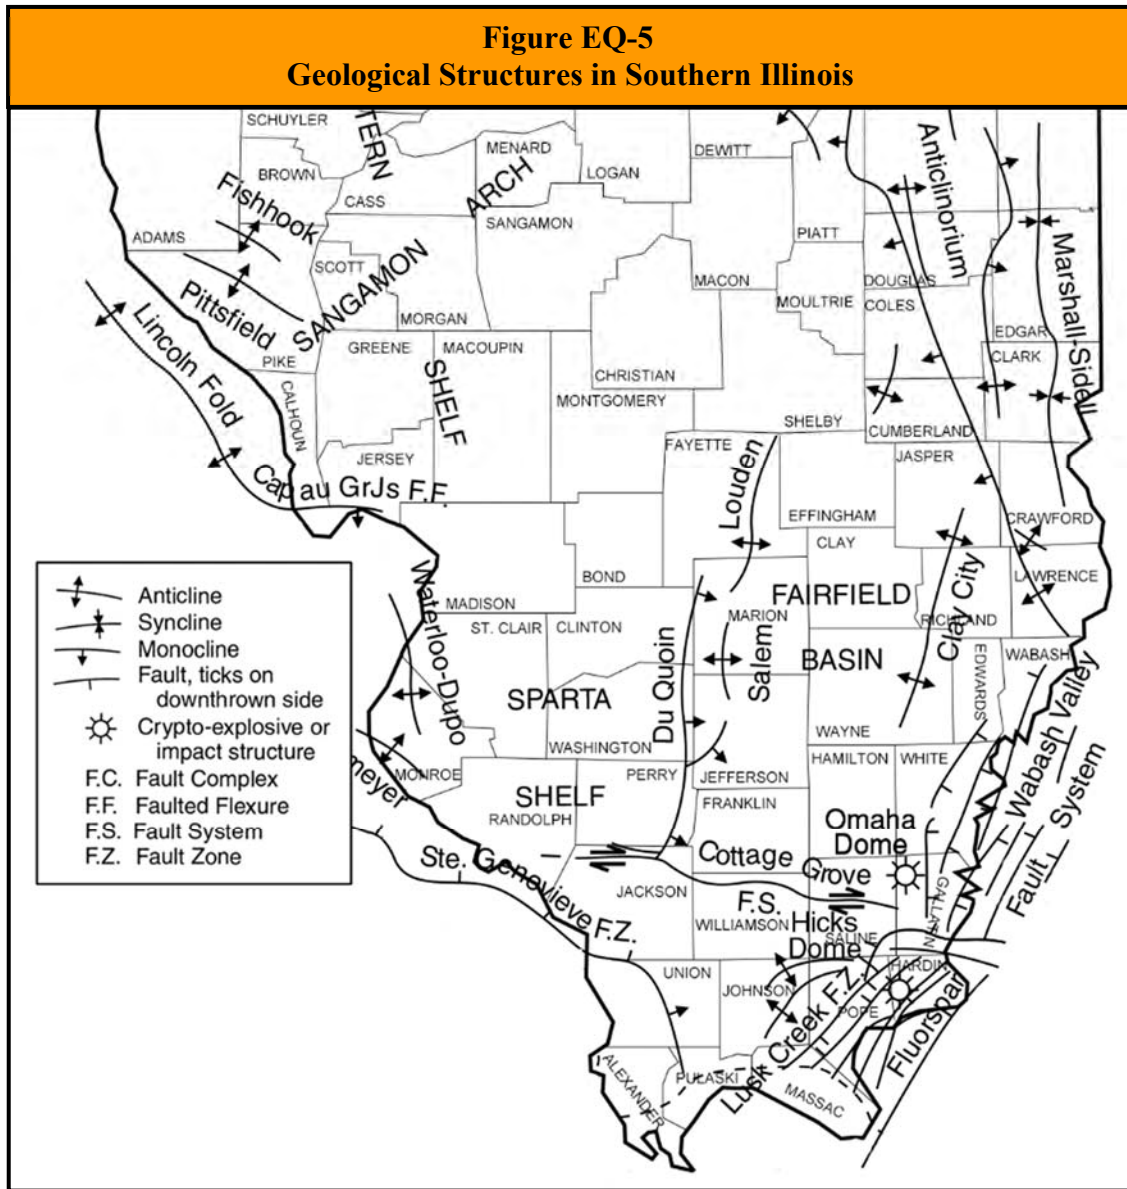 Figure EQ-5
Geological Structures in Southern Illinois
SCHUYLER
TERN
MENARD
LOGAN
DEWITT
Anticlinorium
BROWN
Fishhook
CASS
ARCH
SANGAMON
PIATT
ADAMS
SCOTT
SANGAMON
MACON
DOUGLAS
Marshall-Sidell
Pittsfield
MORGAN
MOULTRIE
COLES
EDGAR
Lincoln Fold
PIKE
GREENE
MACOUPIN
SHELF
CHRISTIAN
CLARK
CALHOUN
MONTGOMERY
SHELBY
CUMBERLAND
JERSEY
FAYETTE
JASPER
Cap au GrJs F.F.
Louden
EFFINGHAM
CRAWFORD
CLAY
Clay City
BOND
FAIRFIELD
LAWRENCE
Waterloo-Dupo
MADISON
MARION
RICHLAND
ST. CLAIR
CLINTON
Du Quoin
Salem
BASIN
EDWARDS
WABASH
SPARTA
WASHINGTON
WAYNE
Wabash Valley
MONROE
PERRY
JEFFERSON
HAMILTON
WHITE
System
meyer
SHELF
RANDOLPH
FRANKLIN
Omaha
Dome
Fault
Ste. Genevieve F.Z.
Cottage Grove
F.S.
JACKSON
WILLIAMSON
Hicks
Dome
SALINE
GALLATIN
UNION
JOHNSON
HARDIN
POPE
Lusk Creek F.Z.
Fluorspar
ALEXANDER
PULASKI
MASSAC
Anticline
Syncline
Monocline
Fault, ticks on
downthrown side
Crypto-explosive or
impact structure
F.C. Fault Complex
F.F. Faulted Flexure
F.S. Fault System
F.Z. Fault Zone